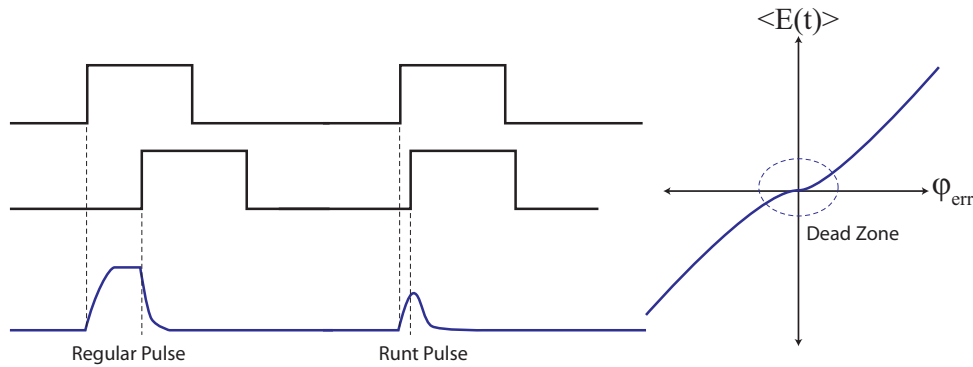 <E(t)>
φerr
Dead Zone
Regular Pulse
Runt Pulse